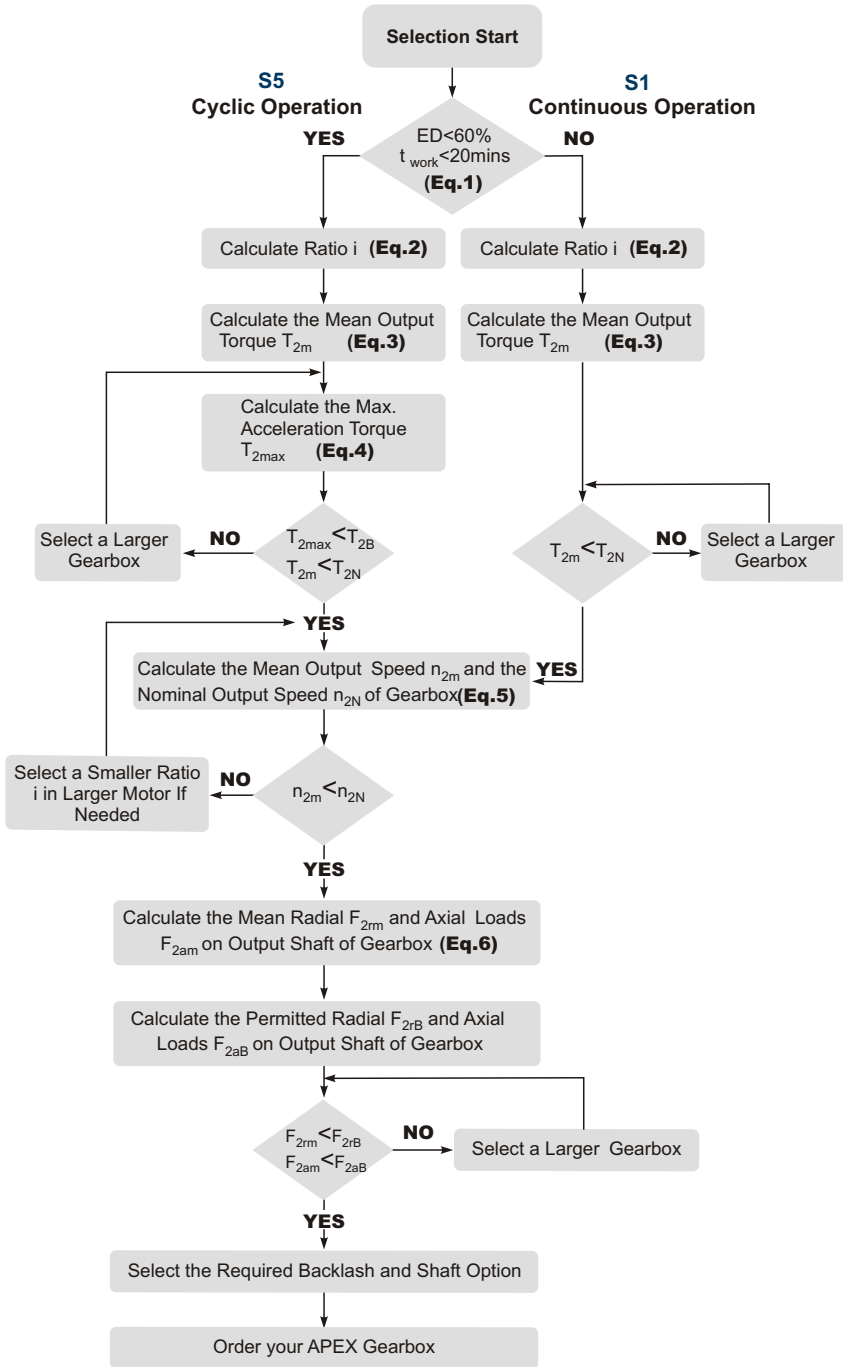 Selection Start
S5
Cyclic Operation
S1
Continuous Operation
YES
ED<60%
t work<20mins
(Eq.1)
NO
Calculate Ratio i (Eq.2)
Calculate Ratio i (Eq.2)
Calculate the Mean Output
Torque T2m (Eq.3)
Calculate the Mean Output
Torque T2m (Eq.3)
Calculate the Max.
Acceleration Torque
T2max (Eq.4)
Select a Larger
Gearbox
NO
T2max<T2B
T2m<T2N
T2m<T2N
NO
Select a Larger
Gearbox
YES
YES
Calculate the Mean Output Speed n2m and the
Nominal Output Speed n2N of Gearbox(Eq.5)
Select a Smaller Ratio
i in Larger Motor If
Needed
NO
n2m<n2N
YES
Calculate the Mean Radial F2rm and Axial Loads
F2am on Output Shaft of Gearbox (Eq.6)
Calculate the Permitted Radial F2rB and Axial
Loads F2aB on Output Shaft of Gearbox
F2rm<F2rB
F2am<F2aB
NO
Select a Larger Gearbox
YES
Select the Required Backlash and Shaft Option
Order your APEX Gearbox